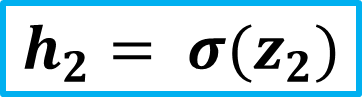 h₂ = σ(z₂)